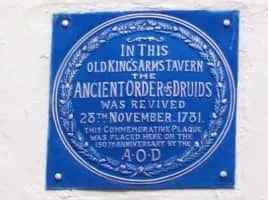 IN THIS
OLD KING'S ARMS TAVERN
THE
ANCIENT ORDER of DRUIDS
WAS REVIVED
28TH NOVEMBER. 1781.
THIS COMMEMORATIVE PLAQUE
WAS PLACED HERE ON THE
150TH ANNIVERSARY BY THE
A·O·D